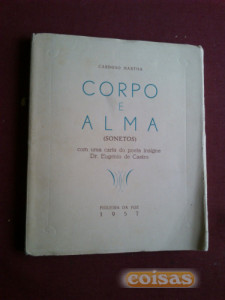 CARDOSO MARTHA
CORPO
E
ALMA
(SONETOS)
com uma carta do poeta insigne
Dr. Eugénio de Castro
FIGUEIRA DA FOZ
coisas